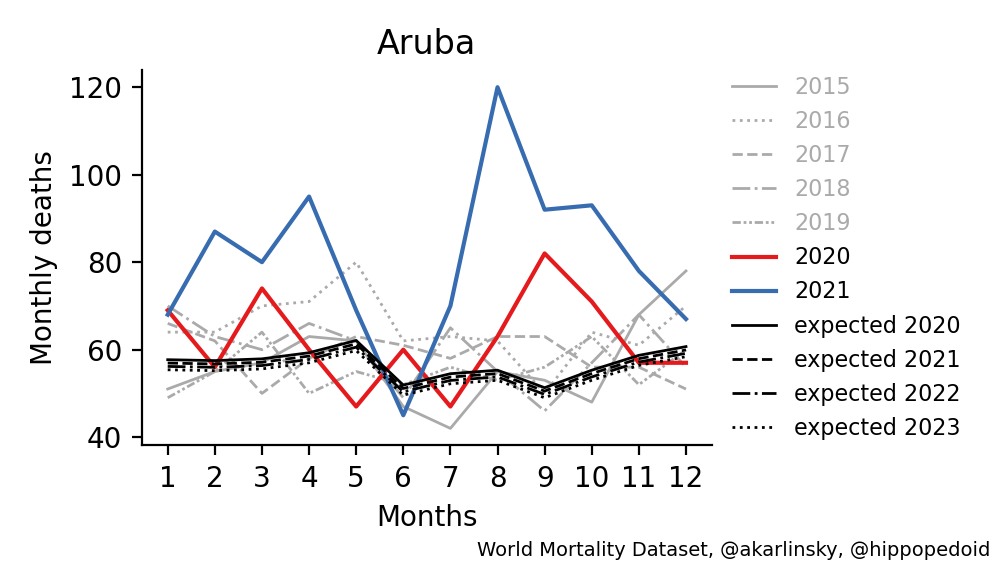 Aruba
Monthly deaths
120
100
80
60
40
1 2 3 4 5 6 7 8 9 10 11 12
Months
2015
2016
2017
2018
2019
2020
2021
expected 2020
expected 2021
expected 2022
expected 2023
World Mortality Dataset, @akarlinsky, @hippopedoid